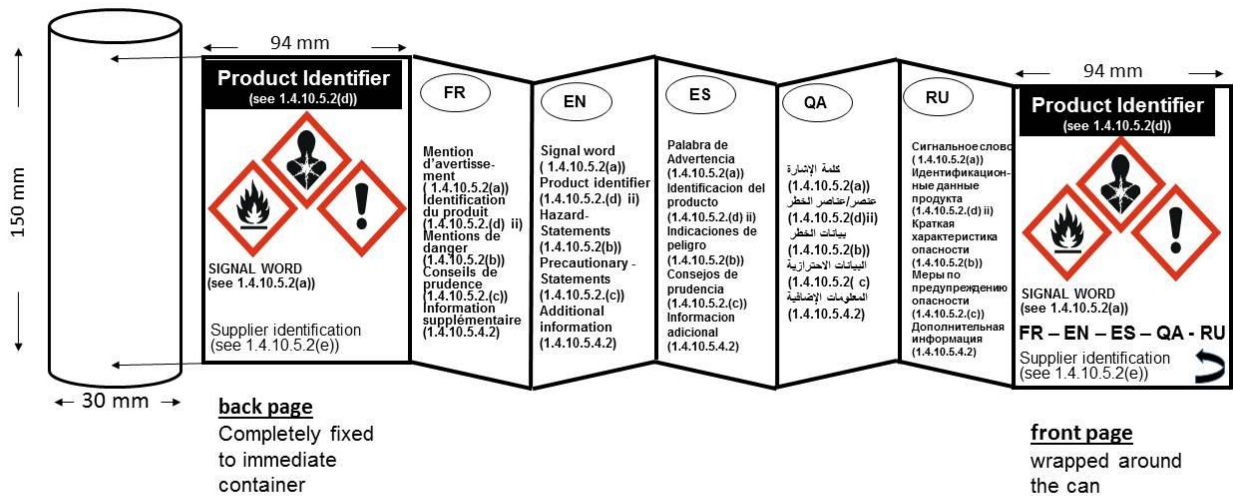 150 mm
30 mm
94 mm
Product Identifier
(see 1.4.10.5.2(d))
SIGNAL WORD
(see 1.4.10.5.2(a))
Supplier identification
(see 1.4.10.5.2(e))
back page
Completely fixed
to immediate
container
FR
Mention
d'avertisse-
ment
( 1.4.10.5.2(a))
Identification
du produit
1.4.10.5.2(d) ii)
Mentions de
danger
(1.4.10.5.2(b))
Conseils de
prudence
(1.4.10.5.2.(c))
Information
supplémentaire
(1.4.10.5.4.2)
EN
Signal word
( 1.4.10.5.2(a))
Product identifier
(1.4.10.5.2.(d) ii)
Hazard-
Statements
(1.4.10.5.2(b))
Precautionary -
Statements
(1.4.10.5.2.(c))
Additional
information
(1.4.10.5.4.2)
ES
Palabra de
Advertencia
(1.4.10.5.2(a))
Identificacion del
producto
(1.4.10.5.2.(d) ii)
Indicaciones de
peligro
(1.4.10.5.2(b))
Consejos de
prudencia
(1.4.10.5.2.(c))
Informacion
adicional
(1.4.10.5.4.2)
QA
كلمة الإشارة
(1.4.10.5.2(a))
عنصر/عناصر الخطر
(1.4.10.5.2(d)ii)
بيانات الخطر
(1.4.10.5.2(b))
البيانات الاحترازية
(1.4.10.5.2( c)
المعلومات الإضافية
(1.4.10.5.4.2)
RU
Сигнальное слово
( 1.4.10.5.2(a))
Идентификацион-
ные данные
продукта
(1.4.10.5.2.(d) ii)
Краткая
характеристика
опасности
(1.4.10.5.2(b))
Меры по
предупреждению
опасности
(1.4.10.5.2.(c))
Дополнительная
информация
(1.4.10.5.4.2)
94 mm
Product Identifier
(see 1.4.10.5.2(d))
SIGNAL WORD
(see 1.4.10.5.2(a))
FR – EN – ES – QA - RU
Supplier identification
(see 1.4.10.5.2(e))
front page
wrapped around
the can